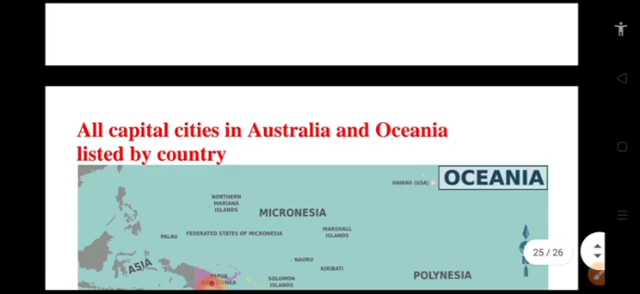 All capital cities in Australia and Oceania
listed by country
HAWAII (USA)
OCEANIA
NORTHERN
MARIANA
ISLANDS
MICRONESIA
PALAU
FEDERATED STATES OF MICRONESIA
MARSHALL
ISLANDS
25 / 26
NAURU
ASIA
KIRIBATI
PAPUA
SOLOMON
ISLANDS
POLYNESIA